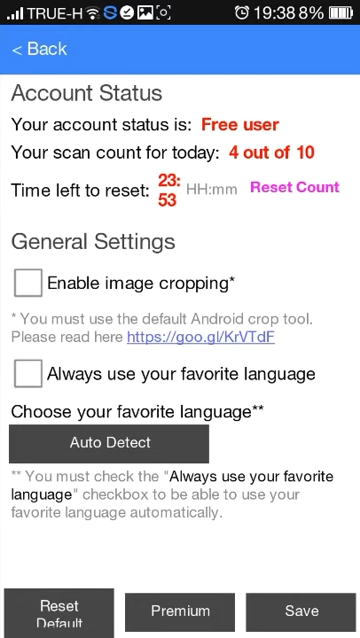 TRUE-H 19:38 8%
< Back
Account Status
Your account status is: Free user
Your scan count for today: 4 out of 10
Time left to reset: 23:53 HH:mm Reset Count
General Settings
Enable image cropping*
* You must use the default Android crop tool.
Please read here https://goo.gl/KrVTdF
Always use your favorite language
Choose your favorite language**
Auto Detect
** You must check the "Always use your favorite
language" checkbox to be able to use your
favorite language automatically.
Reset
Default
Premium
Save